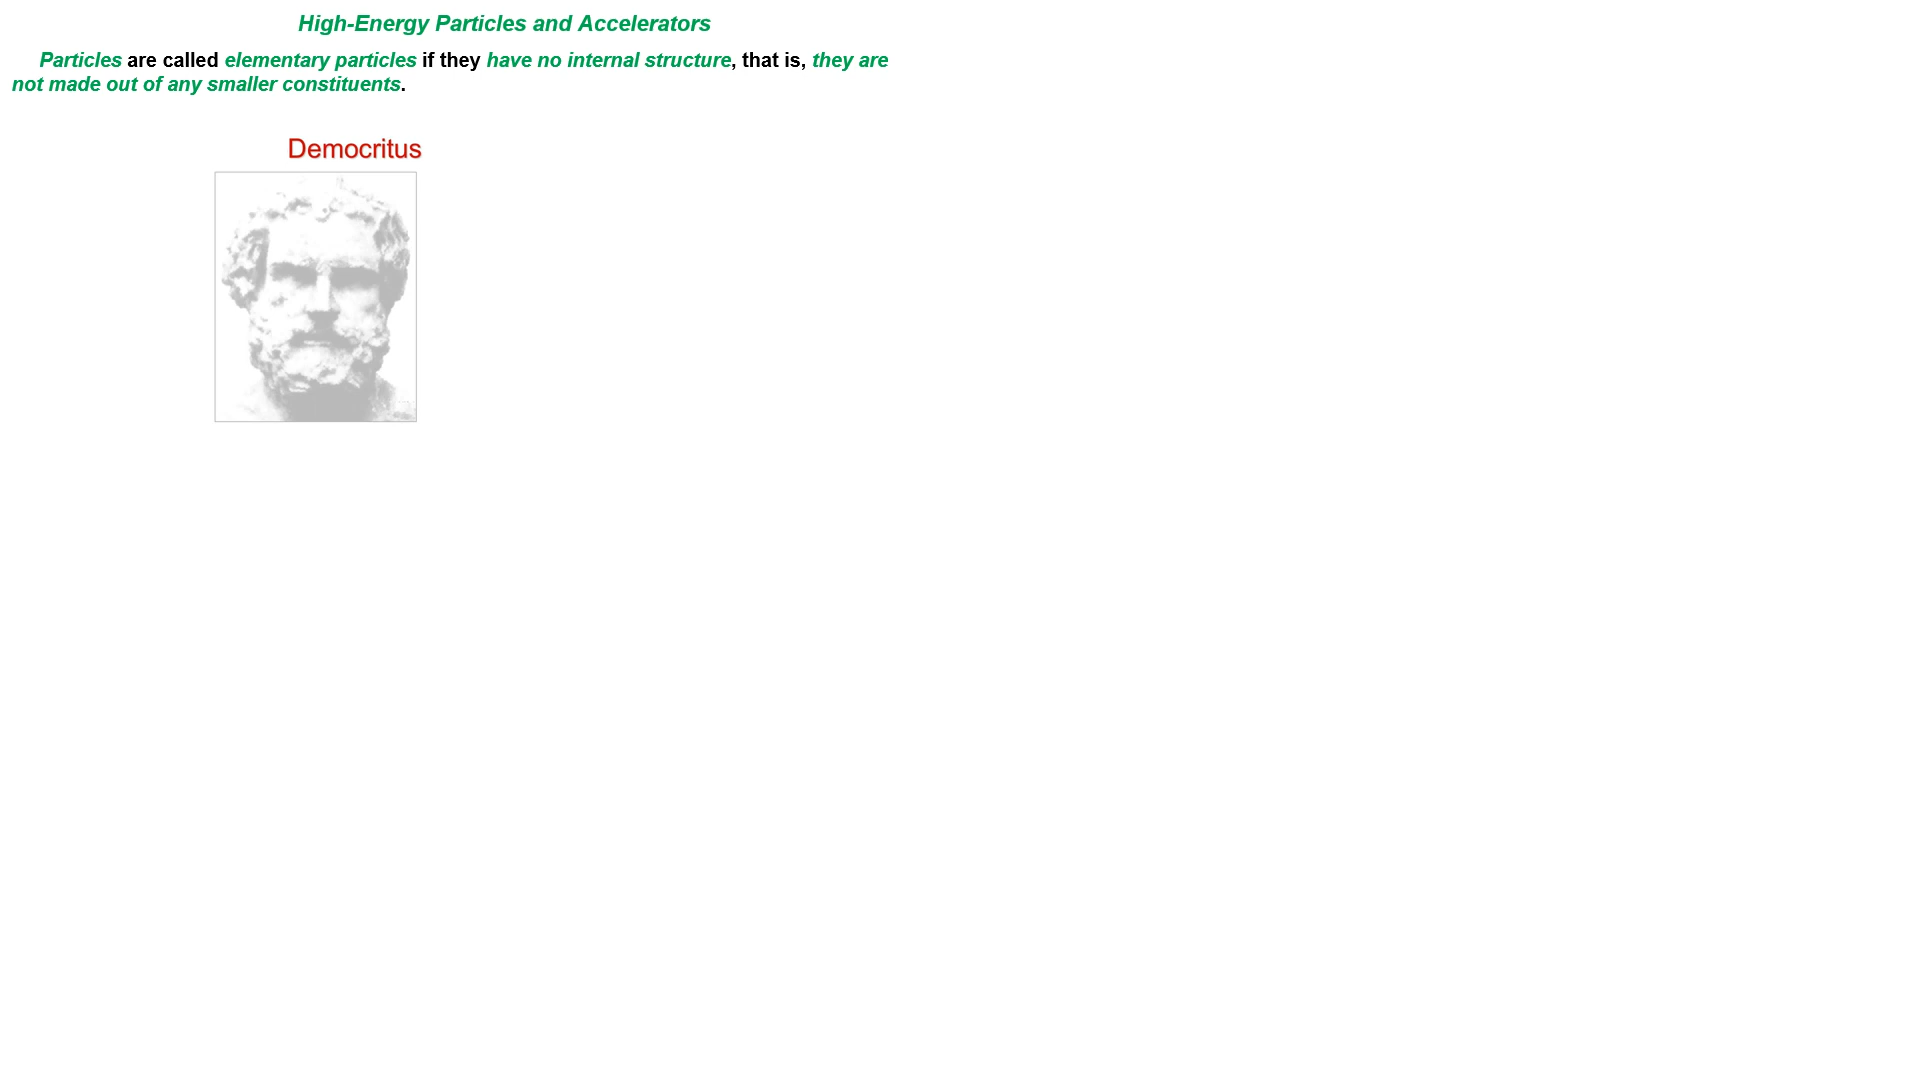 High-Energy Particles and Accelerators
Particles are called elementary particles if they have no internal structure, that is, they are
not made out of any smaller constituents.
Democritus